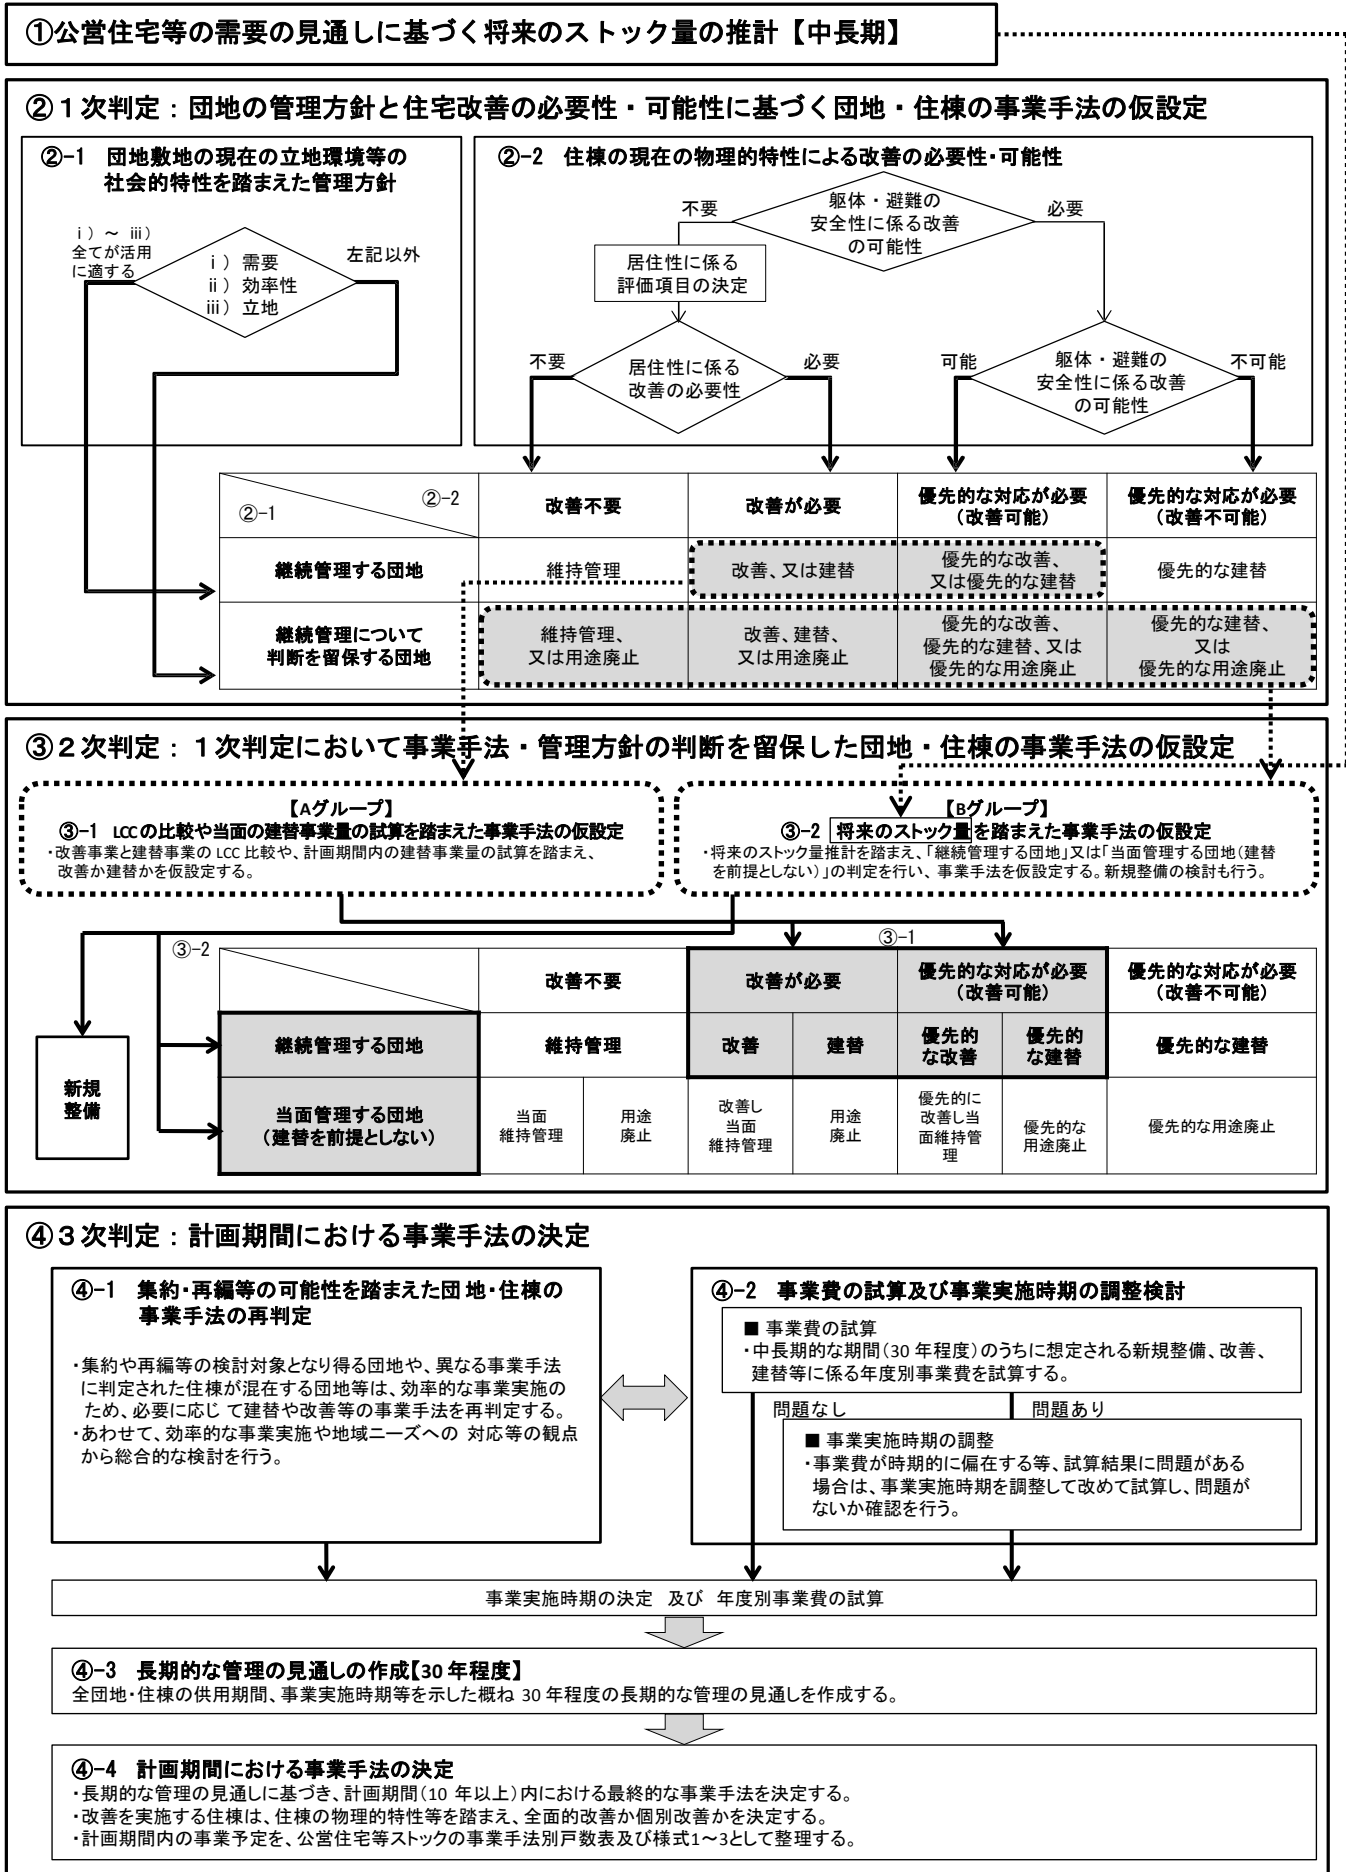 ①公営住宅等の需要の見通しに基づく将来のストック量の推計【中長期】
②１次判定：団地の管理方針と住宅改善の必要性・可能性に基づく団地・住棟の事業手法の仮設定
②-1　団地敷地の現在の立地環境等の
社会的特性を踏まえた管理方針
ⅰ）～ ⅲ）
全てが活用
に適する
ⅰ）需要
ⅱ）効率性
ⅲ）立地
左記以外
②-2　住棟の現在の物理的特性による改善の必要性・可能性
不要
躯体・避難の
安全性に係る改善
の可能性
必要
居住性に係る
評価項目の決定
不要
居住性に係る
改善の必要性
必要
可能
躯体・避難の
安全性に係る改善
の可能性
不可能
②-1
②-2
改善不要
改善が必要
優先的な対応が必要
（改善可能）
優先的な対応が必要
（改善不可能）
継続管理する団地
維持管理
改善、又は建替
優先的な改善、
又は優先的な建替
優先的な建替
継続管理について
判断を留保する団地
維持管理、
又は用途廃止
改善、建替、
又は用途廃止
優先的な改善、
優先的な建替、又は
優先的な用途廃止
優先的な建替、
又は
優先的な用途廃止
③２次判定：１次判定において事業手法・管理方針の判断を留保した団地・住棟の事業手法の仮設定
【Aグループ】
③-1 LCCの比較や当面の建替事業量の試算を踏まえた事業手法の仮設定
・改善事業と建替事業の LCC 比較や、計画期間内の建替事業量の試算を踏まえ、
改善か建替かを仮設定する。
【Bグループ】
③-2 将来のストック量を踏まえた事業手法の仮設定
・将来のストック量推計を踏まえ、「継続管理する団地」又は「当面管理する団地（建替
を前提としない）」の判定を行い、事業手法を仮設定する。新規整備の検討も行う。
③-2
③-1
改善不要
改善が必要
優先的な対応が必要
（改善可能）
優先的な対応が必要
（改善不可能）
新規
整備
継続管理する団地
維持管理
改善
建替
優先的
な改善
優先的
な建替
優先的な建替
当面管理する団地
（建替を前提としない）
当面
維持管理
用途
廃止
改善し
当面
維持管理
用途
廃止
優先的に
改善し当
面維持管
理
優先的な
用途廃止
優先的な用途廃止
④３次判定：計画期間における事業手法の決定
④-1　集約・再編等の可能性を踏まえた団地・住棟の
事業手法の再判定
・集約や再編等の検討対象となり得る団地や、異なる事業手法
に判定された住棟が混在する団地等は、効率的な事業実施の
ため、必要に応じて建替や改善等の事業手法を再判定する。
・あわせて、効率的な事業実施や地域ニーズへの 対応等の観点
から総合的な検討を行う。
④-2　事業費の試算及び事業実施時期の調整検討
■ 事業費の試算
・中長期的な期間（30 年程度）のうちに想定される新規整備、改善、
建替等に係る年度別事業費を試算する。
問題なし
問題あり
■ 事業実施時期の調整
・事業費が時期的に偏在する等、試算結果に問題がある
場合は、事業実施時期を調整して改めて試算し、問題が
ないか確認を行う。
事業実施時期の決定　及び　年度別事業費の試算
④-3　長期的な管理の見通しの作成【30 年程度】
全団地・住棟の供用期間、事業実施時期等を示した概ね 30 年程度の長期的な管理の見通しを作成する。
④-4　計画期間における事業手法の決定
・長期的な管理の見通しに基づき、計画期間（10 年以上）内における最終的な事業手法を決定する。
・改善を実施する住棟は、住棟の物理的特性等を踏まえ、全面的改善か個別改善かを決定する。
・計画期間内の事業予定を、公営住宅等ストックの事業手法別戸数表及び様式1～3として整理する。